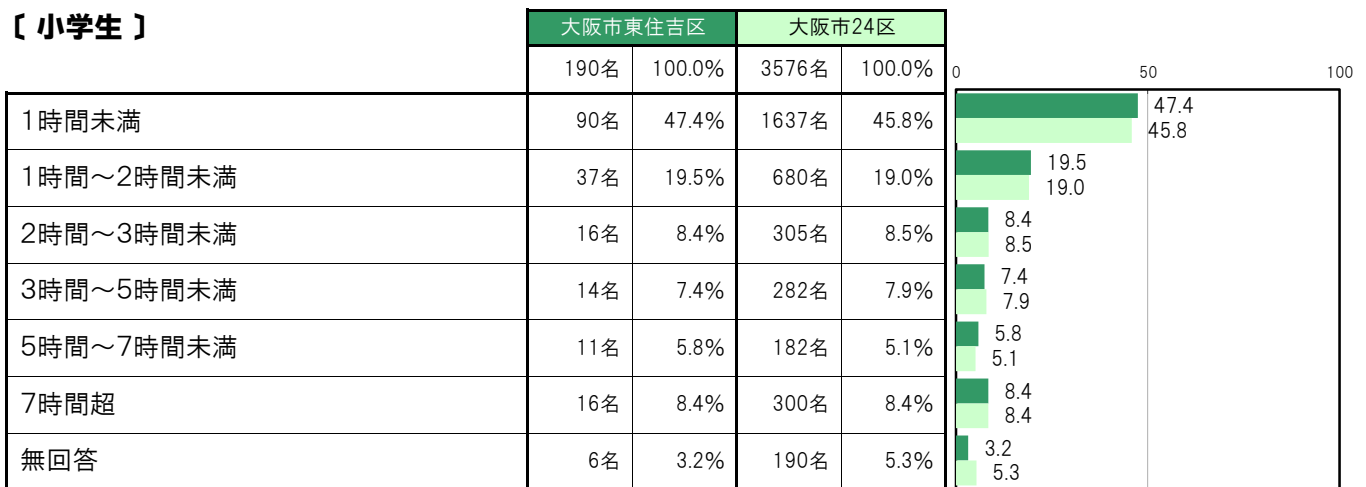 〔 小学生 〕
大阪市東住吉区 大阪市24区
190名 100.0% 3576名 100.0%
0 50 100
1時間未満 90名 47.4% 1637名 45.8%
47.4
45.8
1時間～2時間未満 37名 19.5% 680名 19.0%
19.5
19.0
2時間～3時間未満 16名 8.4% 305名 8.5%
8.4
8.5
3時間～5時間未満 14名 7.4% 282名 7.9%
7.4
7.9
5時間～7時間未満 11名 5.8% 182名 5.1%
5.8
5.1
7時間超 16名 8.4% 300名 8.4%
8.4
8.4
無回答 6名 3.2% 190名 5.3%
3.2
5.3